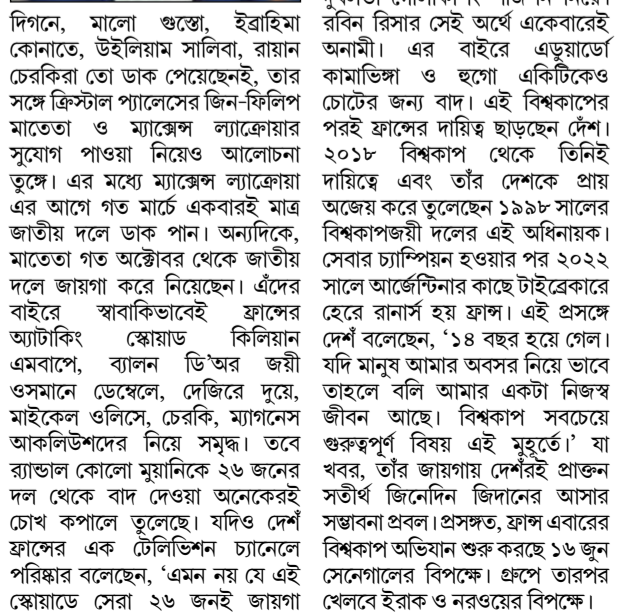 দিগনে, মালো গুস্তো, ইব্রাহিমা
কোনাতে, উইলিয়াম সালিবা, রায়ান
চেরকিরা তো ডাক পেয়েছেনই, তার
সঙ্গে ক্রিস্টাল প্যালেসের জিন-ফিলিপ
মাতেতা ও ম্যাক্সেন্স ল্যাক্রোয়ার
সুযোগ পাওয়া নিয়েও আলোচনা
তুঙ্গে। এর মধ্যে ম্যাক্সেন্স ল্যাক্রোয়া
এর আগে গত মার্চে একবারই মাত্র
জাতীয় দলে ডাক পান। অন্যদিকে,
মাতেতা গত অক্টোবর থেকে জাতীয়
দলে জায়গা করে নিয়েছেন। এঁদের
বাইরে স্বাবাকিভাবেই ফ্রান্সের
অ্যাটাকিং স্কোয়াড কিলিয়ান
এমবাপে, ব্যালন ডি'অর জয়ী
ওসমানে ডেম্বেলে, দেজিরে দুয়ে,
মাইকেল ওলিসে, চেরকি, ম্যাগনেস
আকলিউশদের নিয়ে সমৃদ্ধ। তবে
র‍্যান্ডাল কোলো মুয়ানিকে ২৬ জনের
দল থেকে বাদ দেওয়া অনেকেরই
চোখ কপালে তুলেছে। যদিও দেশঁ
ফ্রান্সের এক টেলিভিশন চ্যানেলে
পরিষ্কার বলেছেন, 'এমন নয় যে এই
স্কোয়াডে সেরা ২৬ জনই জায়গা
রবিন রিসার সেই অর্থে একেবারেই
অনামী। এর বাইরে এডুয়ার্ডো
কামাভিঙ্গা ও হুগো একিটিকেও
চোটের জন্য বাদ। এই বিশ্বকাপের
পরই ফ্রান্সের দায়িত্ব ছাড়ছেন দেঁশ।
২০১৮ বিশ্বকাপ থেকে তিনিই
দায়িত্বে এবং তাঁর দেশকে প্রায়
অজেয় করে তুলেছেন ১৯৯৮ সালের
বিশ্বকাপজয়ী দলের এই অধিনায়ক।
সেবার চ্যাম্পিয়ন হওয়ার পর ২০২২
সালে আর্জেন্টিনার কাছে টাইব্রেকারে
হেরে রানার্স হয় ফ্রান্স। এই প্রসঙ্গে
দেশঁ বলেছেন, '১৪ বছর হয়ে গেল।
যদি মানুষ আমার অবসর নিয়ে ভাবে
তাহলে বলি আমার একটা নিজস্ব
জীবন আছে। বিশ্বকাপ সবচেয়ে
গুরুত্বপূর্ণ বিষয় এই মুহূর্তে।' যা
খবর, তাঁর জায়গায় দেশঁরই প্রাক্তন
সতীর্থ জিনেদিন জিদানের আসার
সম্ভাবনা প্রবল। প্রসঙ্গত, ফ্রান্স এবারের
বিশ্বকাপ অভিযান শুরু করছে ১৬ জুন
সেনেগালের বিপক্ষে। গ্রুপে তারপর
খেলবে ইরাক ও নরওয়ের বিপক্ষে।